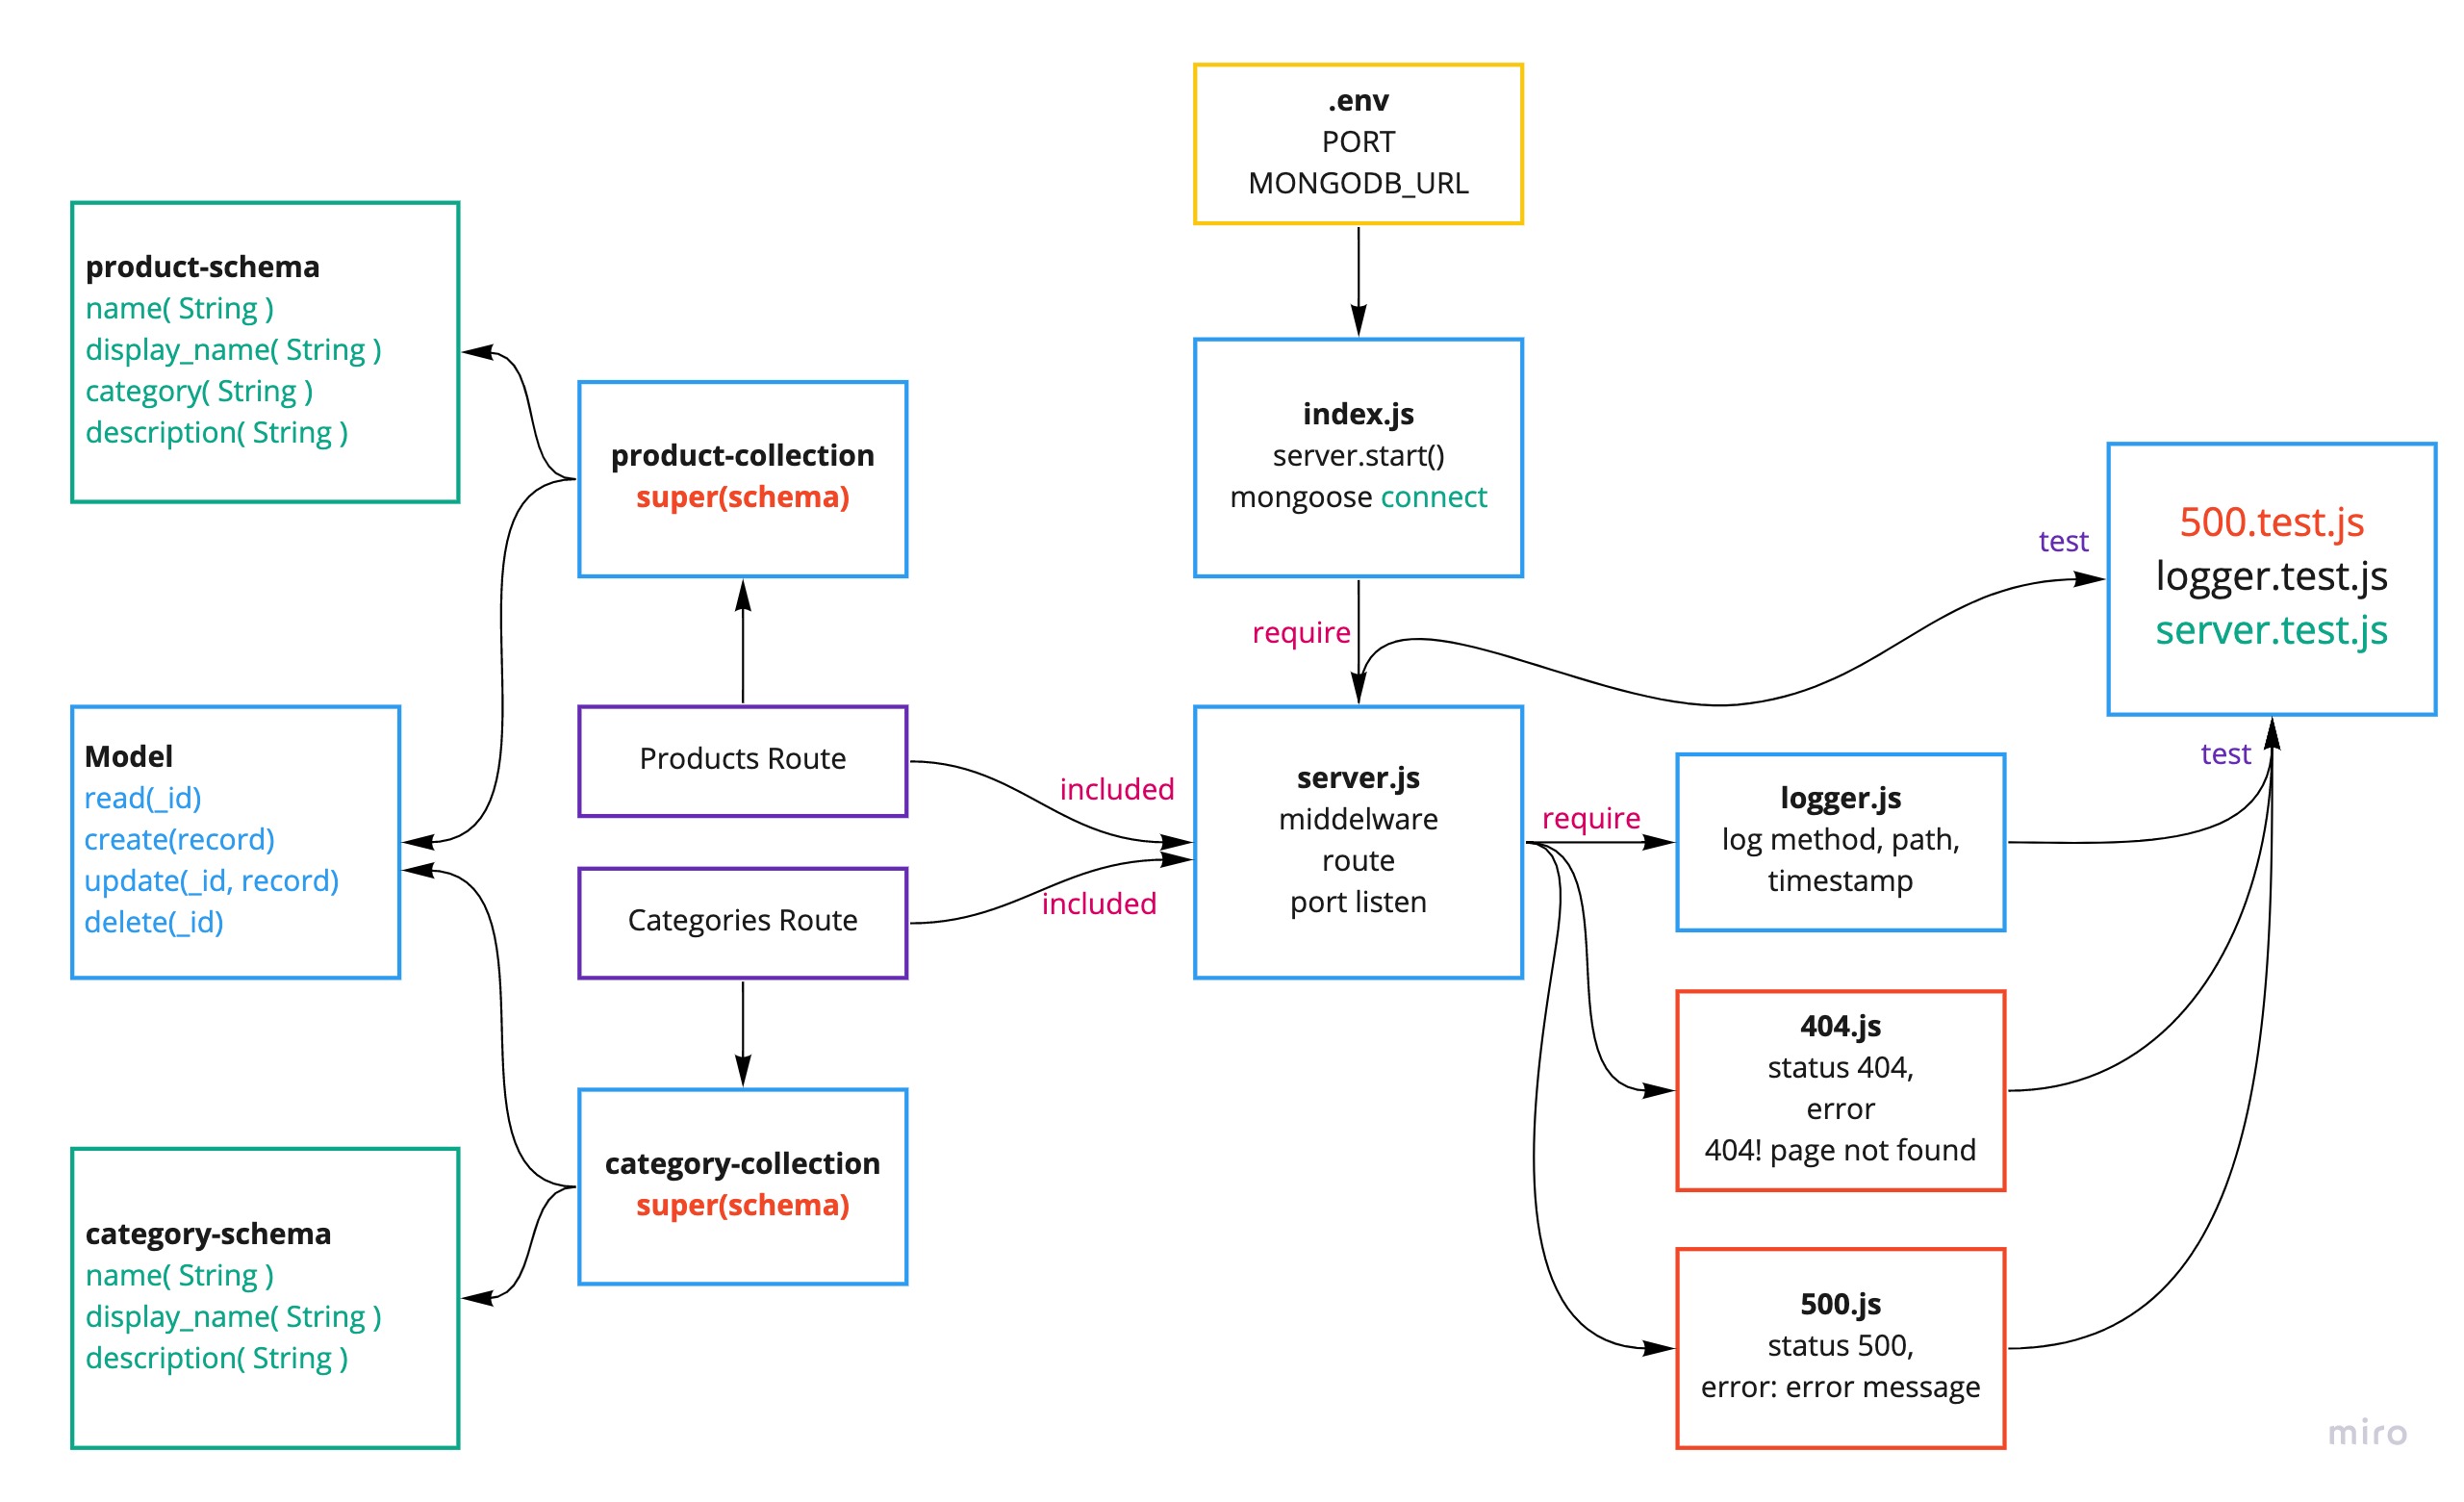 .env
PORT
MONGODB_URL
product-schema
name( String )
display_name( String )
category( String )
description( String )
product-collection
super(schema)
index.js
server.start()
mongoose connect
500.test.js
logger.test.js
server.test.js
test
require
Model
read(_id)
create(record)
update(_id, record)
delete(_id)
Products Route
included
Categories Route
included
server.js
middelware
route
port listen
require
logger.js
log method, path,
timestamp
test
404.js
status 404,
error
404! page not found
category-collection
super(schema)
category-schema
name( String )
display_name( String )
description( String )
500.js
status 500,
error: error message
miro